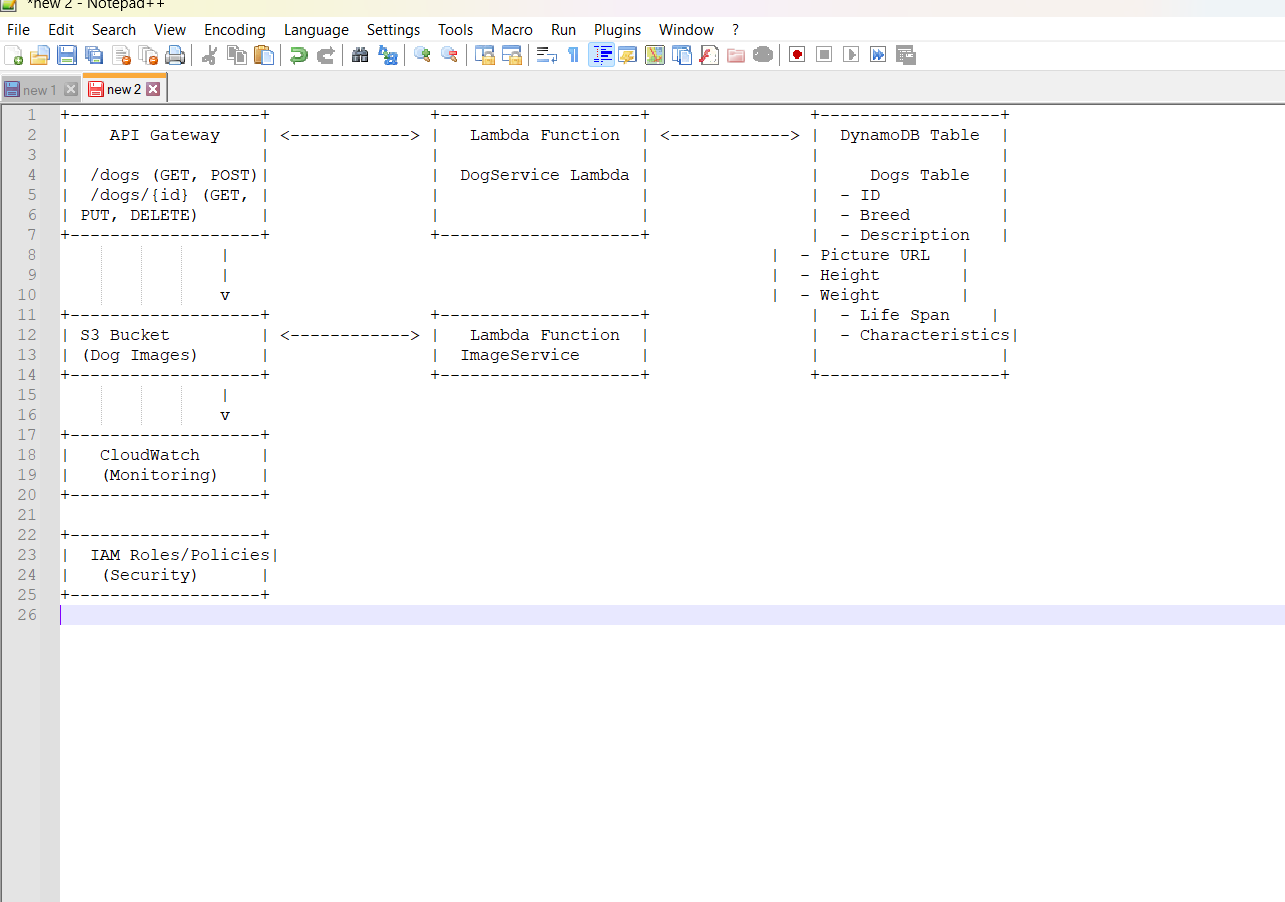 *new 2 - Notepad++
File Edit Search View Encoding Language Settings Tools Macro Run Plugins Window ?
new 1 new 2
1 +-------------------+                +--------------------+                +------------------+
2 |    API Gateway    | <------------> |   Lambda Function  | <------------> |  DynamoDB Table  |
3 |                   |                |                    |                |                  |
4 |  /dogs (GET, POST)|                |  DogService Lambda |                |     Dogs Table   |
5 |  /dogs/{id} (GET, |                |                    |                |  - ID            |
6 | PUT, DELETE)      |                |                    |                |  - Breed         |
7 +-------------------+                +--------------------+                |  - Description   |
8                 |                                                      |  - Picture URL   |
9                 |                                                      |  - Height        |
10                 v                                                      |  - Weight        |
11 +-------------------+                +--------------------+                |  - Life Span    |
12 | S3 Bucket         | <------------> |   Lambda Function  |                |  - Characteristics|
13 | (Dog Images)      |                |  ImageService      |                |                  |
14 +-------------------+                +--------------------+                +------------------+
15                 |
16                 v
17 +-------------------+
18 |   CloudWatch      |
19 |   (Monitoring)    |
20 +-------------------+
21
22 +-------------------+
23 |  IAM Roles/Policies|
24 |   (Security)      |
25 +-------------------+
26